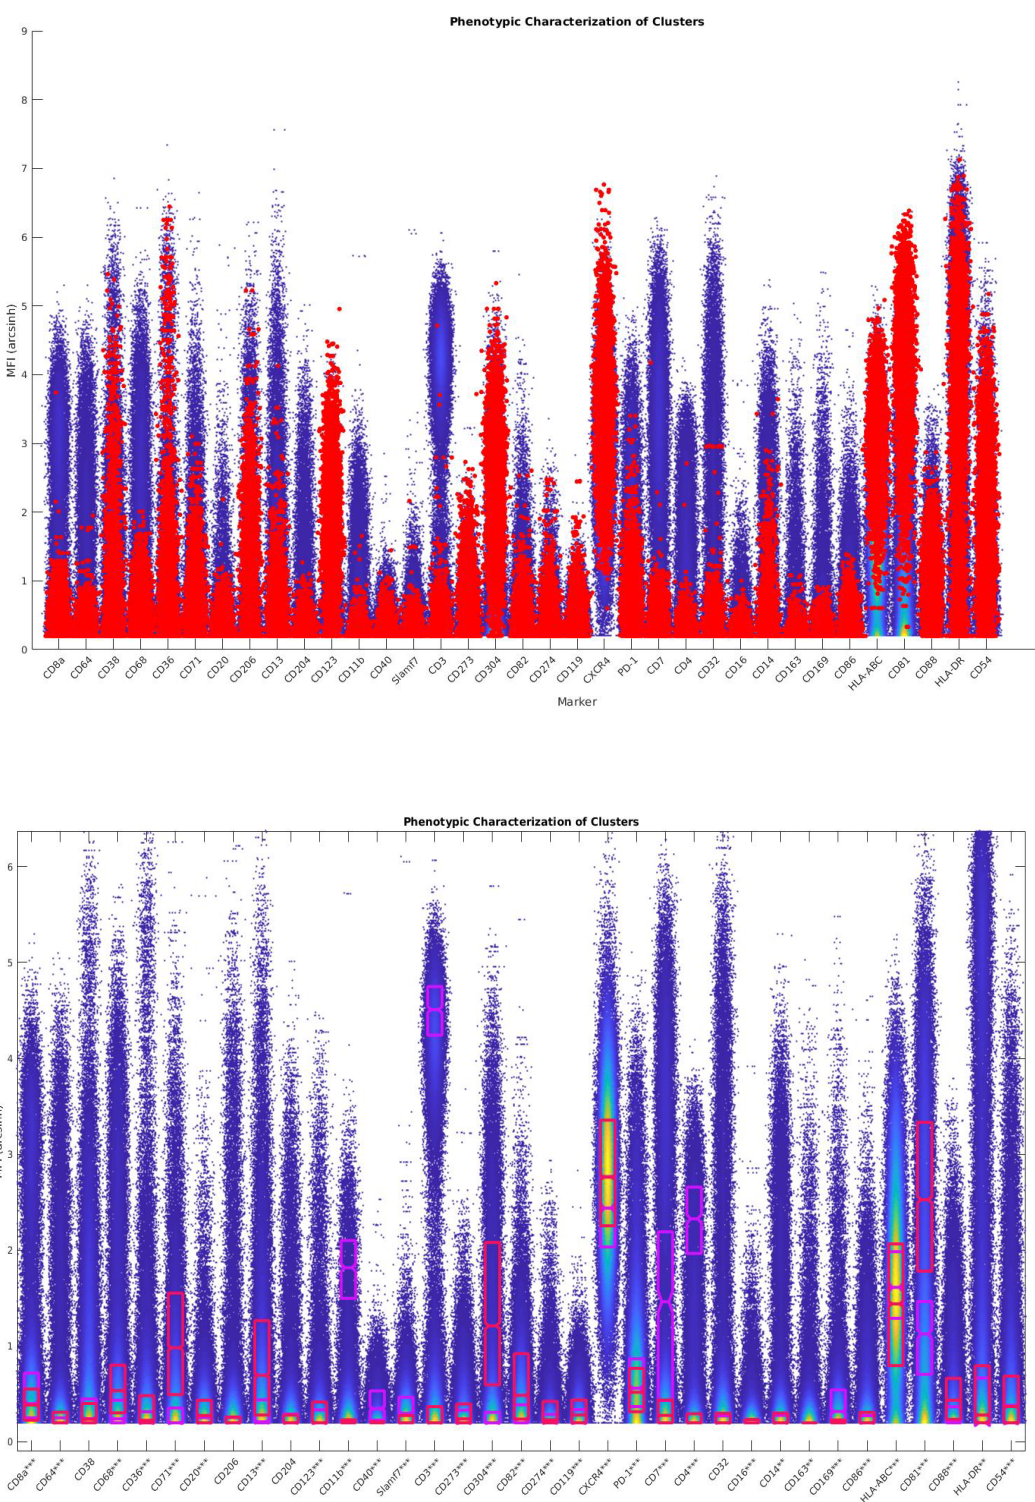 Phenotypic Characterization of Clusters
9
8
7
6
5
4
3
2
1
0
MFI (arcsinh)
CD8a CD64 CD38 CD68 CD36 CD71 CD20 CD206 CD13 CD204 CD123 CD11b CD40 Slamf7 CD3 CD273 CD304 CD82 CD274 CD119 CXCR4 PD-1 CD7 CD4 CD32 CD16 CD14 CD163 CD169 CD86 HLA-ABC CD81 CD88 HLA-DR CD54
Marker
Phenotypic Characterization of Clusters
6
5
4
3
2
1
0
CD8a*** CD64*** CD38 CD68*** CD36*** CD71*** CD20*** CD206 CD13*** CD204 CD123*** CD11b*** CD40*** Slamf7*** CD3*** CD273*** CD304*** CD82*** CD274*** CD119** CXCR4*** PD-1*** CD7*** CD4*** CD32 CD16*** CD14** CD163** CD169*** CD86*** HLA-ABC*** CD81*** CD88*** HLA-DR** CD54***